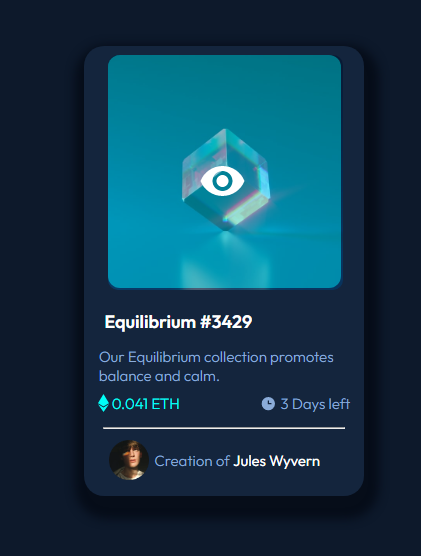 Equilibrium #3429
Our Equilibrium collection promotes
balance and calm.
0.041 ETH 3 Days left
Creation of Jules Wyvern